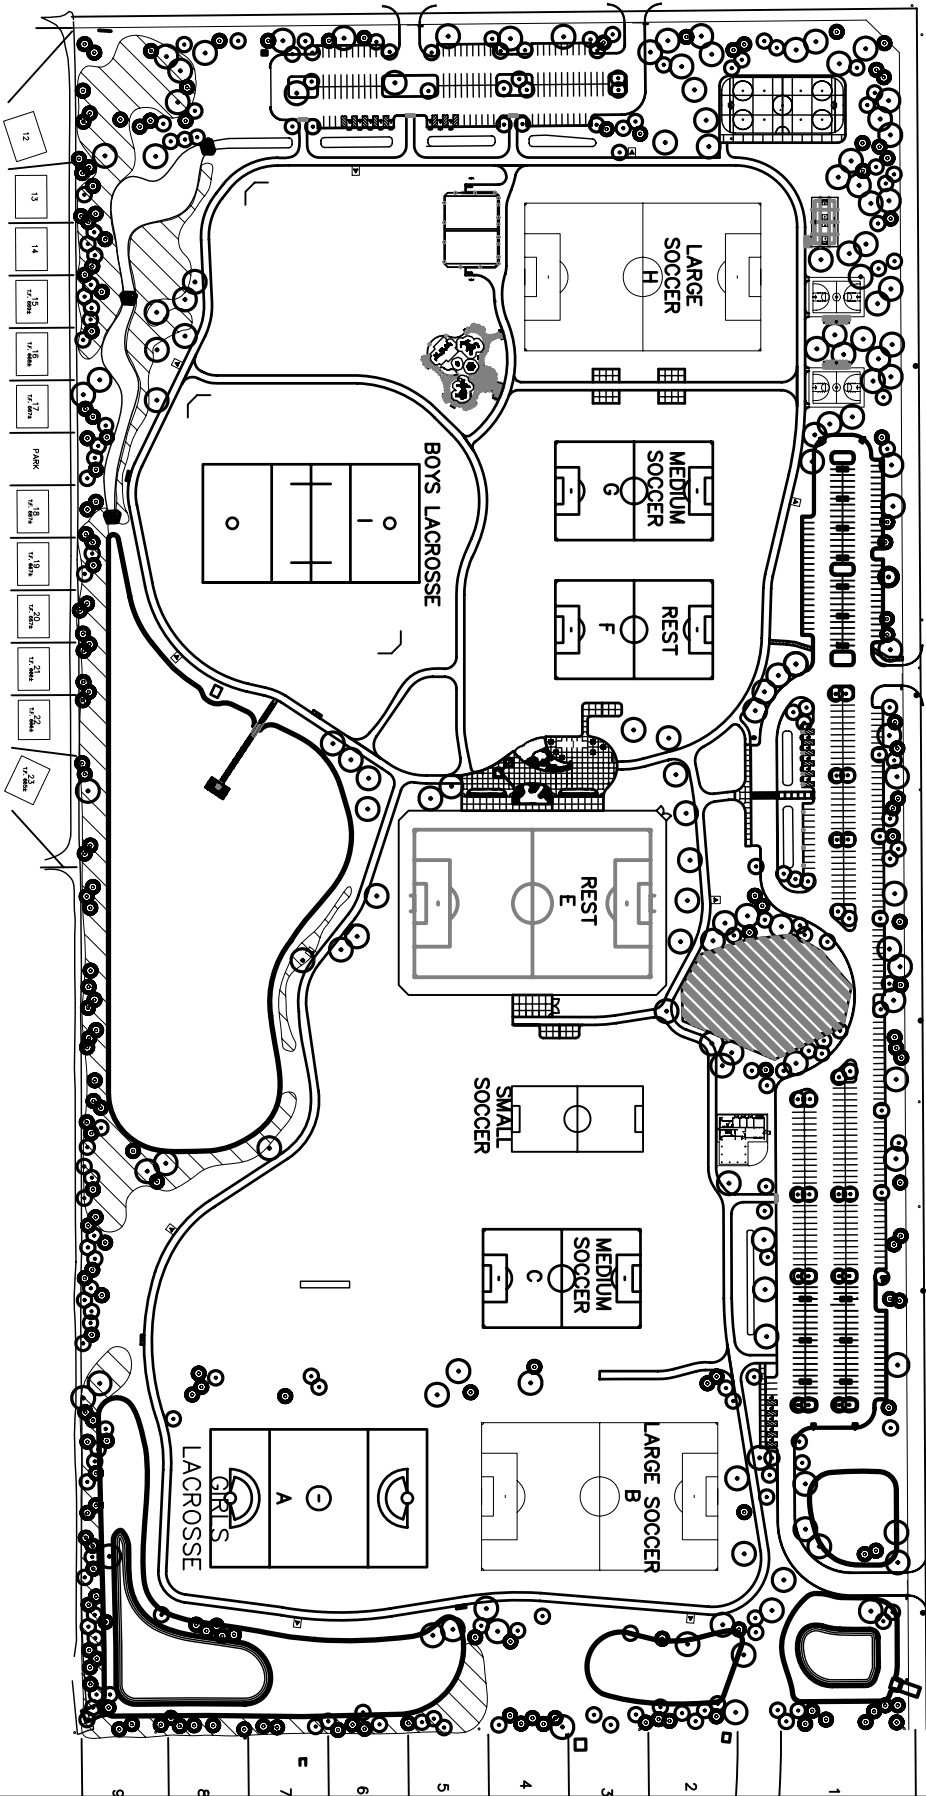 12
13
14
15
16
17
PARK
18
19
20
21
22
23
LARGE
SOCCER
H
MEDIUM
SOCCER
G
BOYS LACROSSE
I
REST
F
REST
E
SMALL
SOCCER
MEDIUM
SOCCER
C
LARGE SOCCER
B
GIRLS
LACROSSE
A
9
8
7
6
5
4
3
2
1